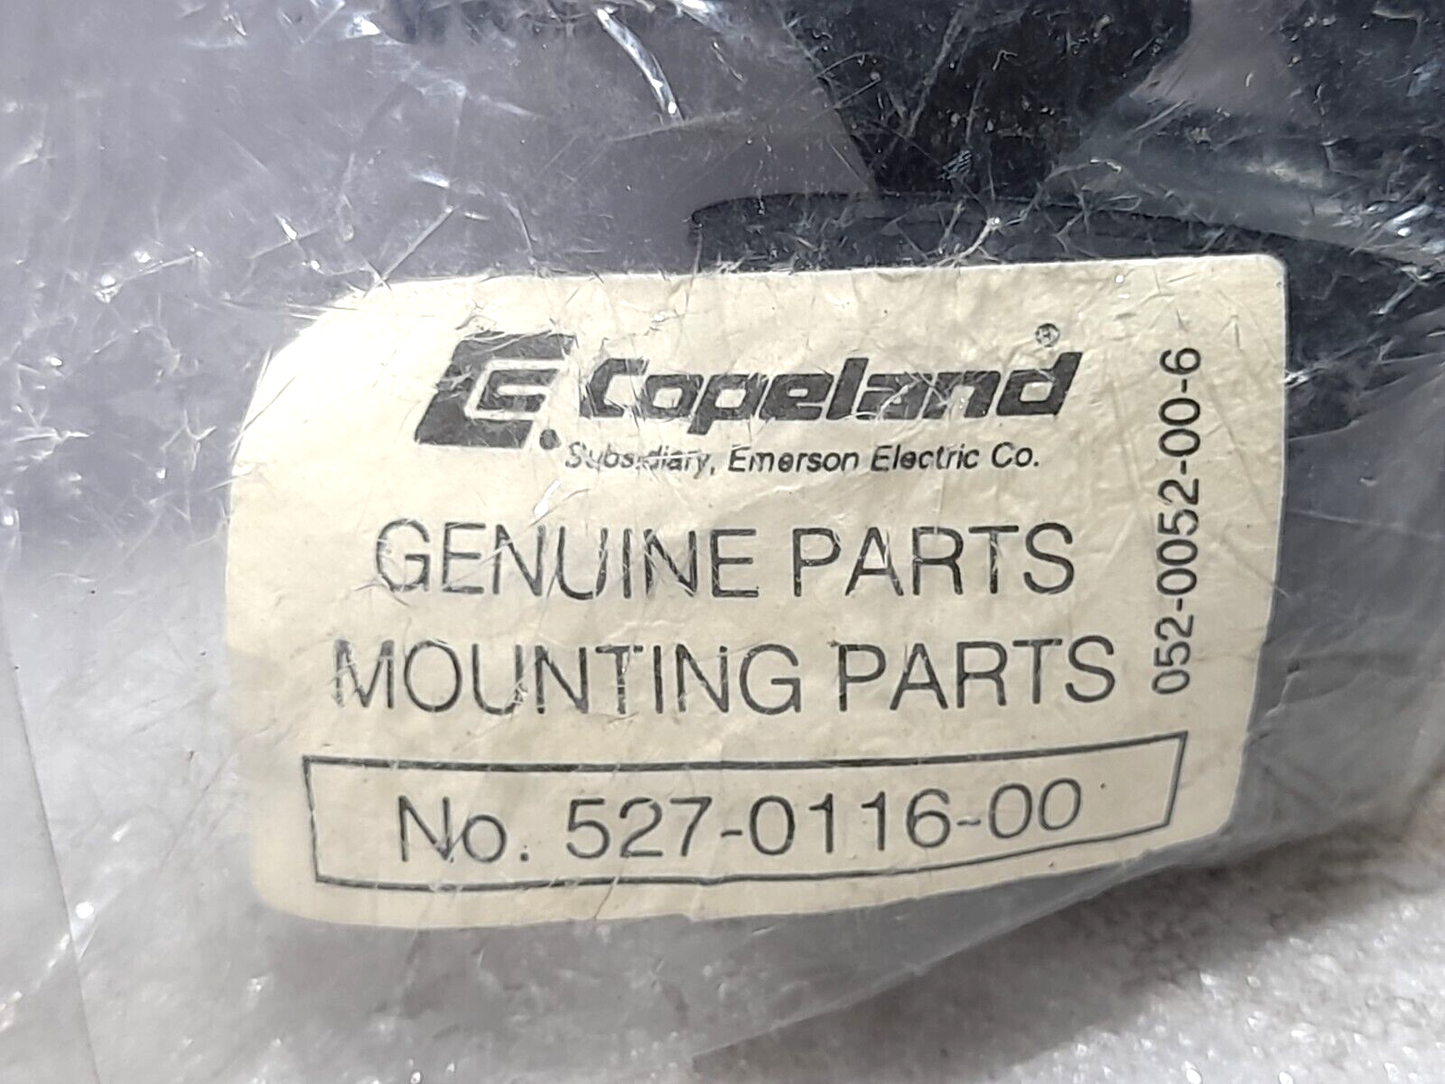 Copeland®
Subsidiary, Emerson Electric Co.
GENUINE PARTS
MOUNTING PARTS
No. 527-0116-00
052-0052-00-6